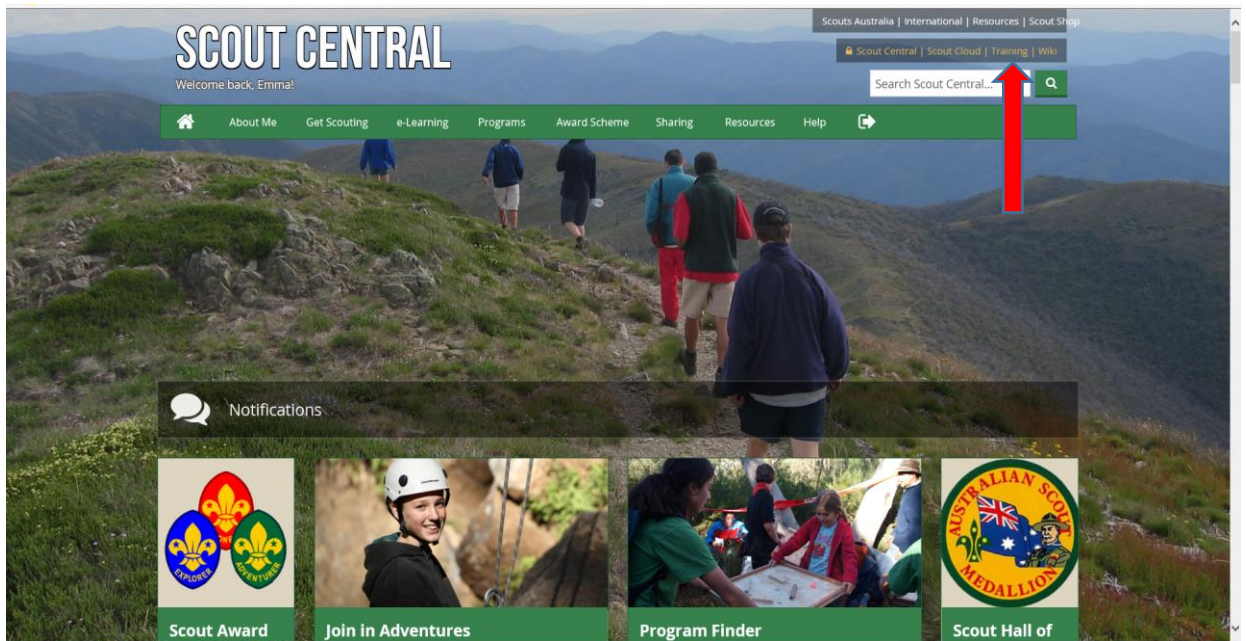 Scouts Australia | International | Resources | Scout Shop
SCOUT CENTRAL
Scout Central | Scout Cloud | Training | Wiki
Welcome back, Emma!
Search Scout Central...
About Me Get Scouting e-Learning Programs Award Scheme Sharing Resources Help
Notifications
EXPLORER
ADVENTURER
AUSTRALIAN SCOUT
MEDALLION
Scout Award Join in Adventures Program Finder Scout Hall of